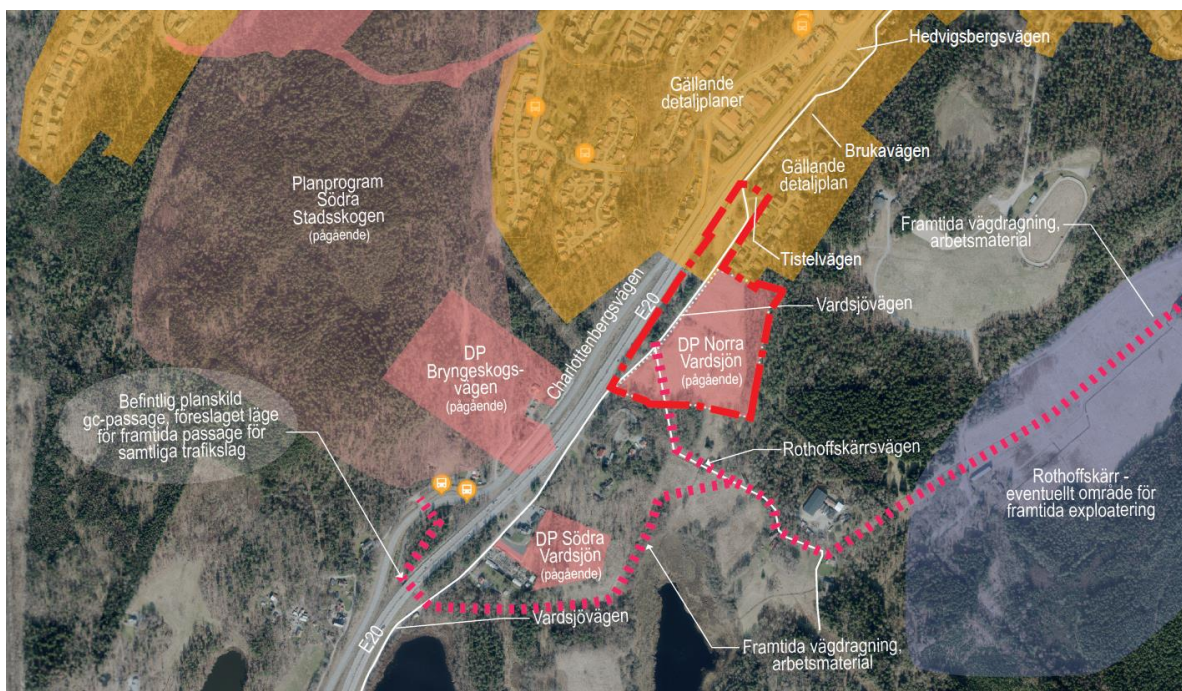 Hedvigsbergsvägen
Gällande
detaljplaner
Brukavägen
Gällande
detaljplan
Planprogram
Södra
Stadsskogen
(pågående)
Framtida vägdragning,
arbetsmaterial
Tistelvägen
Charlottenbergsvägen
E20
Vardsjövägen
DP Norra
Vardsjön
(pågående)
DP
Bryngeskogs-
vägen
(pågående)
Befintlig planskild
gc-passage, föreslaget läge
för framtida passage för
samtliga trafikslag
Rothoffskärrsvägen
Rothoffskärr -
eventuellt område för
framtida exploatering
DP Södra
Vardsjön
(pågående)
Vardsjövägen
E20
Framtida vägdragning,
arbetsmaterial